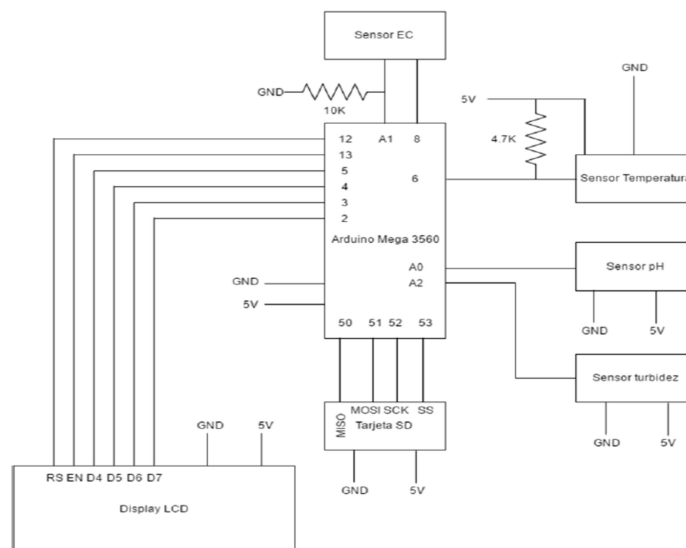 Sensor EC
GND
10K
GND
5V
4.7K
12
A1
8
13
5
6
4
3
2
Sensor Temperatura
Arduino Mega 3560
A0
A2
Sensor pH
GND
5V
GND
5V
50
51
52
53
Sensor turbidez
GND
5V
MISO
MOSI
SCK
SS
Tarjeta SD
GND
5V
GND
5V
RS
EN
D4
D5
D6
D7
Display LCD